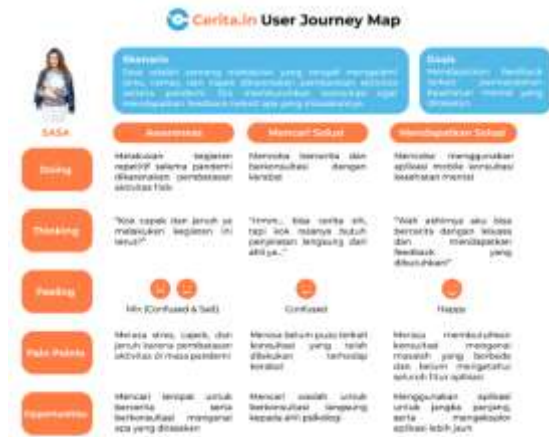 Cerita.in User Journey Map
Skenario
Goals
Mendapatkan feedback
SASA
Awareness
Mencari Solusi
Mendapatkan Solusi
Doing
Melakukan kegiatan
repetitif selama pandemi
dikarenakan pembatasan
aktivitas fisik
Mencoba bercerita dan
berkonsultasi dengan
kerabat
Mencoba menggunakan
aplikasi mobile konsultasi
kesehatan mental
Thinking
"Kok capek dan jenuh ya
melakukan kegiatan ini
terus?"
"Hmm... bisa cerita sih,
tapi kok rasanya butuh
penjelasan langsung dari
ahli ya..."
"Wah akhirnya aku bisa
bercerita dengan leluasa
dan mendapatkan
feedback yang
dibutuhkan!"
Feeling
Mix (Confused & Sad)
Confused
Happy
Pain Points
Merasa stres, capek, dan
jenuh karena pembatasan
aktivitas di masa pandemi
Merasa belum puas terkait
konsultasi yang telah
dilakukan terhadap
kerabat
Merasa membutuhkan
konsultasi mengenai
masalah yang berbeda
dan belum mengetahui
seluruh fitur aplikasi
Opportunities
Mencari tempat untuk
bercerita serta
berkonsultasi mengenai
apa yang dirasakan
Mencari wadah untuk
berkonsultasi langsung
kepada ahli psikologi
Menggunakan aplikasi
untuk jangka panjang,
serta mengeksplor
aplikasi lebih jauh